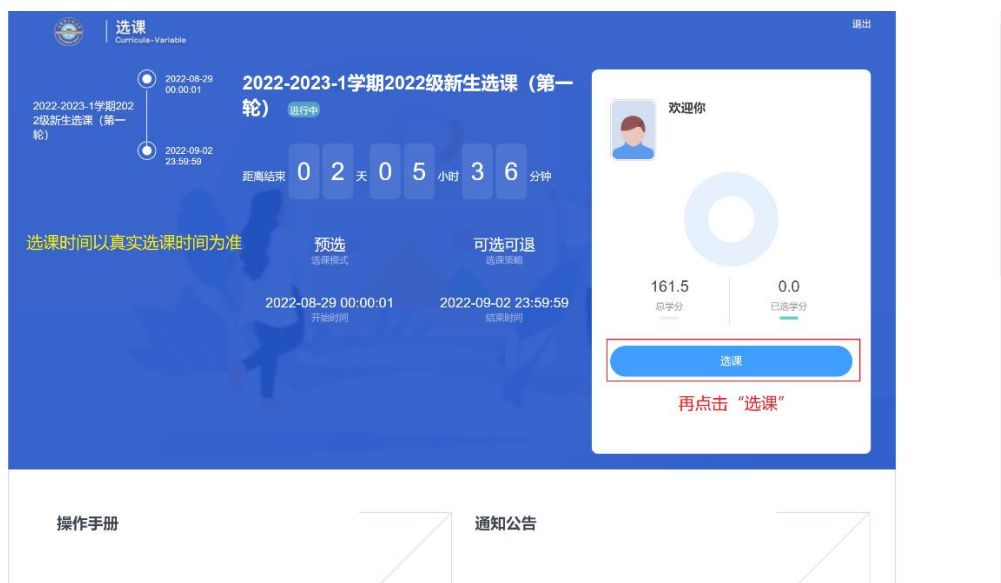 选课
Curricula-Variable
退出
2022-08-29
00:00:01
2022-2023-1学期202
2级新生选课（第一
轮）
2022-09-02
23:59:59
2022-2023-1学期2022级新生选课（第一
轮） 进行中
距离结束 0 2 天 0 5 小时 3 6 分钟
选课时间以真实选课时间为准
预选 可选可退
选课模式 选课策略
2022-08-29 00:00:01 2022-09-02 23:59:59
开始时间 结束时间
欢迎你
161.5 0.0
总学分 已选学分
选课
再点击“选课”
操作手册 通知公告